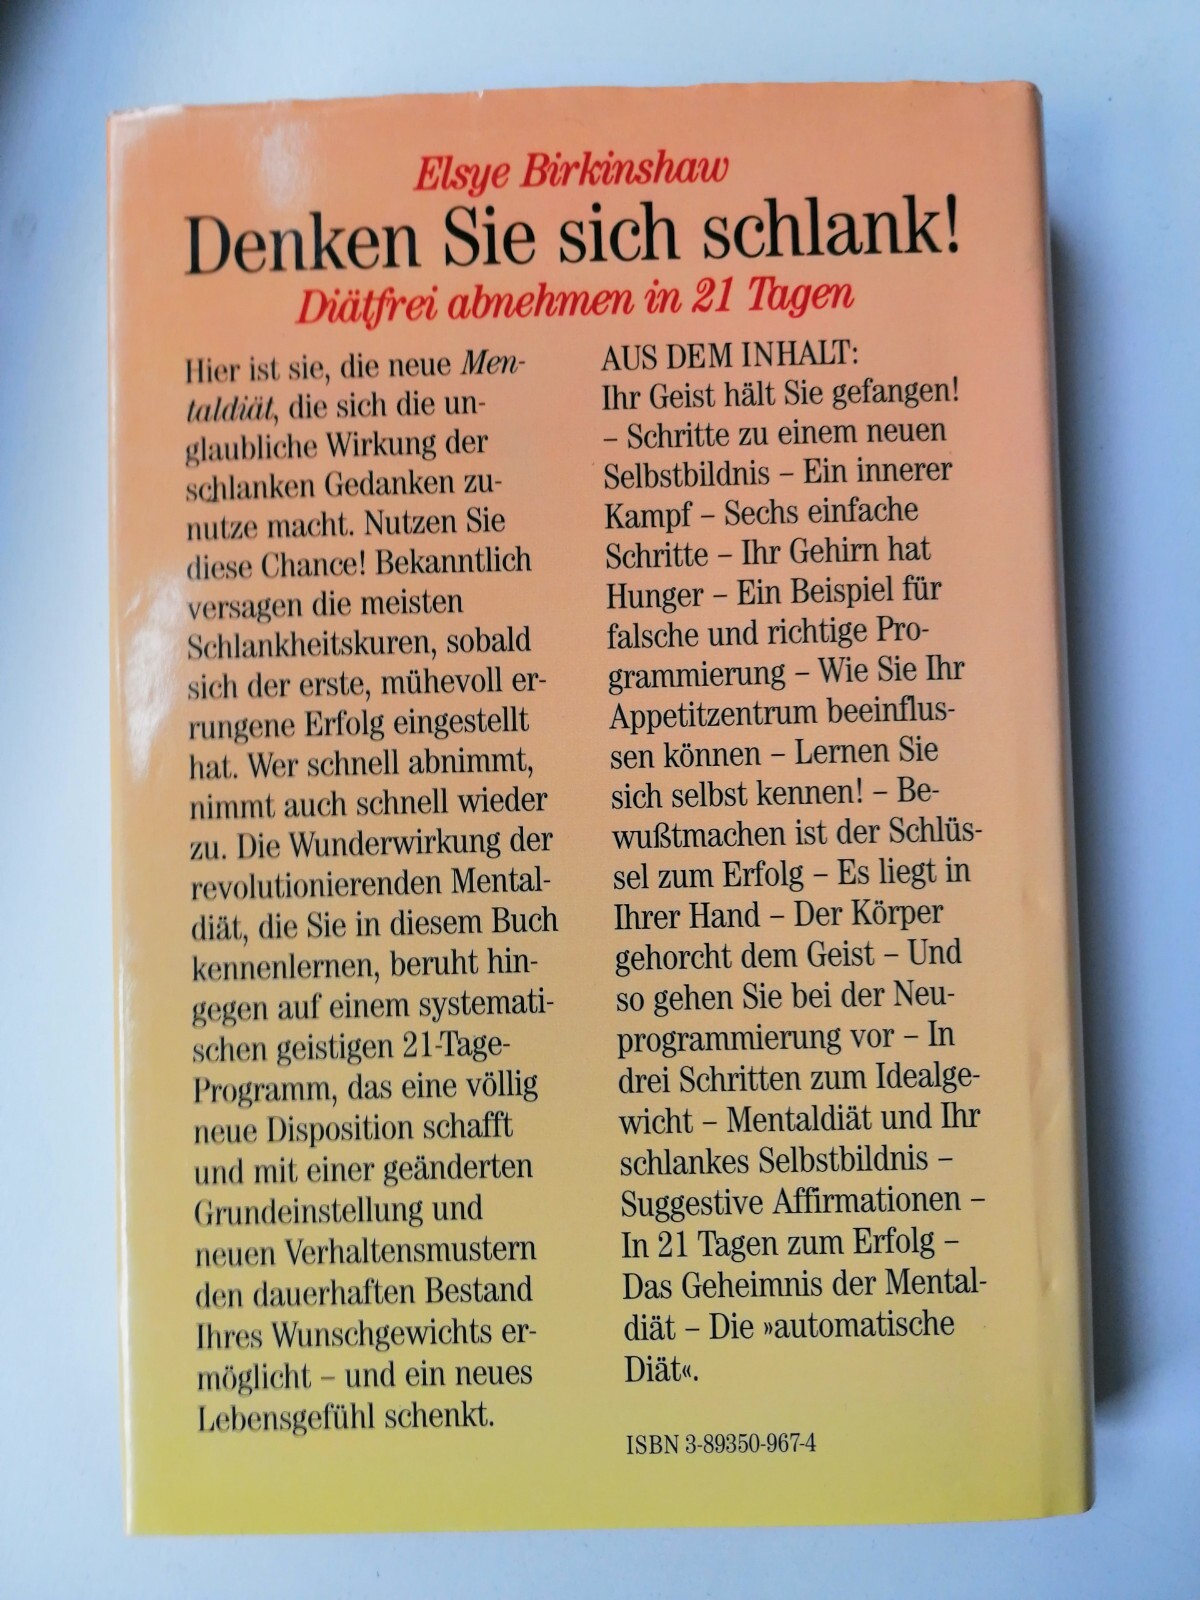 Elsye Birkinshaw
Denken Sie sich schlank!
Diätfrei abnehmen in 21 Tagen
Hier ist sie, die neue Men-
taldiät, die sich die un-
glaubliche Wirkung der
schlanken Gedanken zu-
nutze macht. Nutzen Sie
diese Chance! Bekanntlich
versagen die meisten
Schlankheitskuren, sobald
sich der erste, mühevoll er-
rungene Erfolg eingestellt
hat. Wer schnell abnimmt,
nimmt auch schnell wieder
zu. Die Wunderwirkung der
revolutionierenden Mental-
diät, die Sie in diesem Buch
kennenlernen, beruht hin-
gegen auf einem systemati-
schen geistigen 21-Tage-
Programm, das eine völlig
neue Disposition schafft
und mit einer geänderten
Grundeinstellung und
neuen Verhaltensmustern
den dauerhaften Bestand
Ihres Wunschgewichts er-
möglicht – und ein neues
Lebensgefühl schenkt.
AUS DEM INHALT:
Ihr Geist hält Sie gefangen!
– Schritte zu einem neuen
Selbstbildnis – Ein innerer
Kampf – Sechs einfache
Schritte – Ihr Gehirn hat
Hunger – Ein Beispiel für
falsche und richtige Pro-
grammierung – Wie Sie Ihr
Appetitzentrum beeinflus-
sen können – Lernen Sie
sich selbst kennen! – Be-
wußtmachen ist der Schlüs-
sel zum Erfolg – Es liegt in
Ihrer Hand – Der Körper
gehorcht dem Geist – Und
so gehen Sie bei der Neu-
programmierung vor – In
drei Schritten zum Idealge-
wicht – Mentaldiät und Ihr
schlankes Selbstbildnis –
Suggestive Affirmationen –
In 21 Tagen zum Erfolg –
Das Geheimnis der Mental-
diät – Die »automatische
Diät«.
ISBN 3-89350-967-4